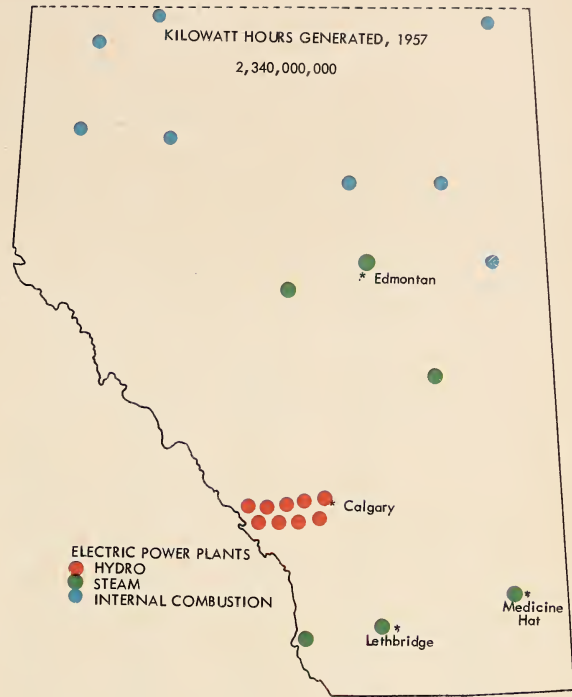 KILOWATT HOURS GENERATED, 1957
2,340,000,000
* Edmontan
* Calgary
ELECTRIC POWER PLANTS
HYDRO
STEAM
INTERNAL COMBUSTION
*
Medicine
Hat
*
Lethbridge